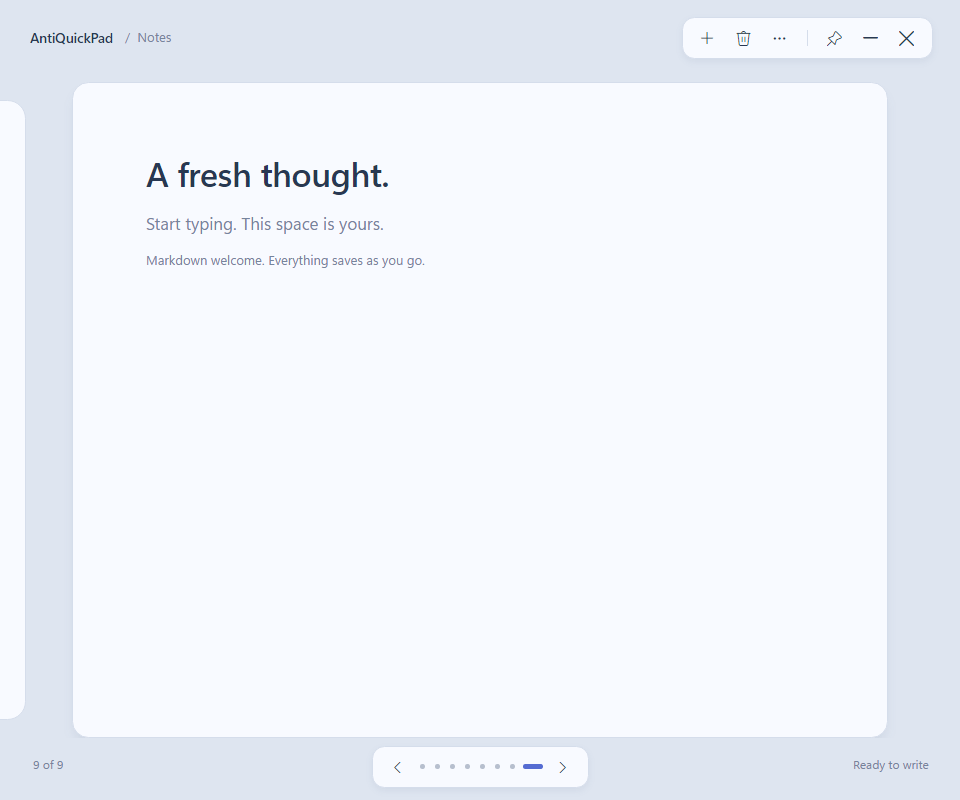 AntiQuickPad / Notes
A fresh thought.
Start typing. This space is yours.
Markdown welcome. Everything saves as you go.
9 of 9
Ready to write